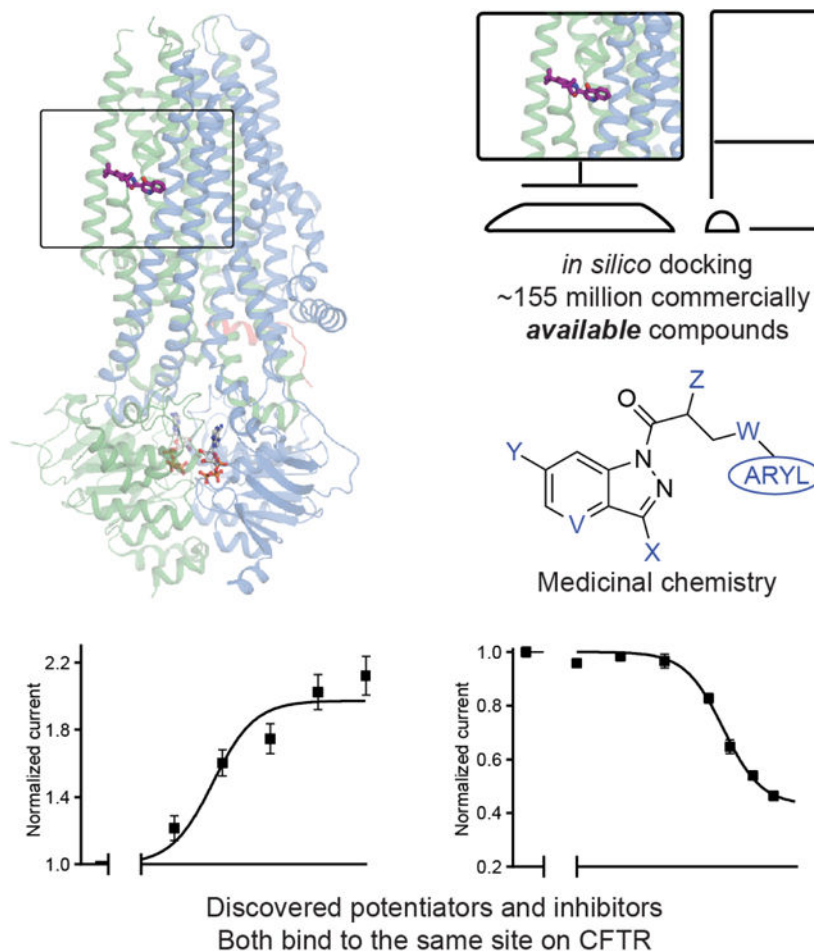 in silico docking
~155 million commercially
available compounds
Z
O
W
Y
N
ARYL
N
V
X
Medicinal chemistry
2.2
1.8
1.4
1.0
Normalized current
1.0
0.8
0.6
0.4
0.2
Normalized current
Discovered potentiators and inhibitors
Both bind to the same site on CFTR